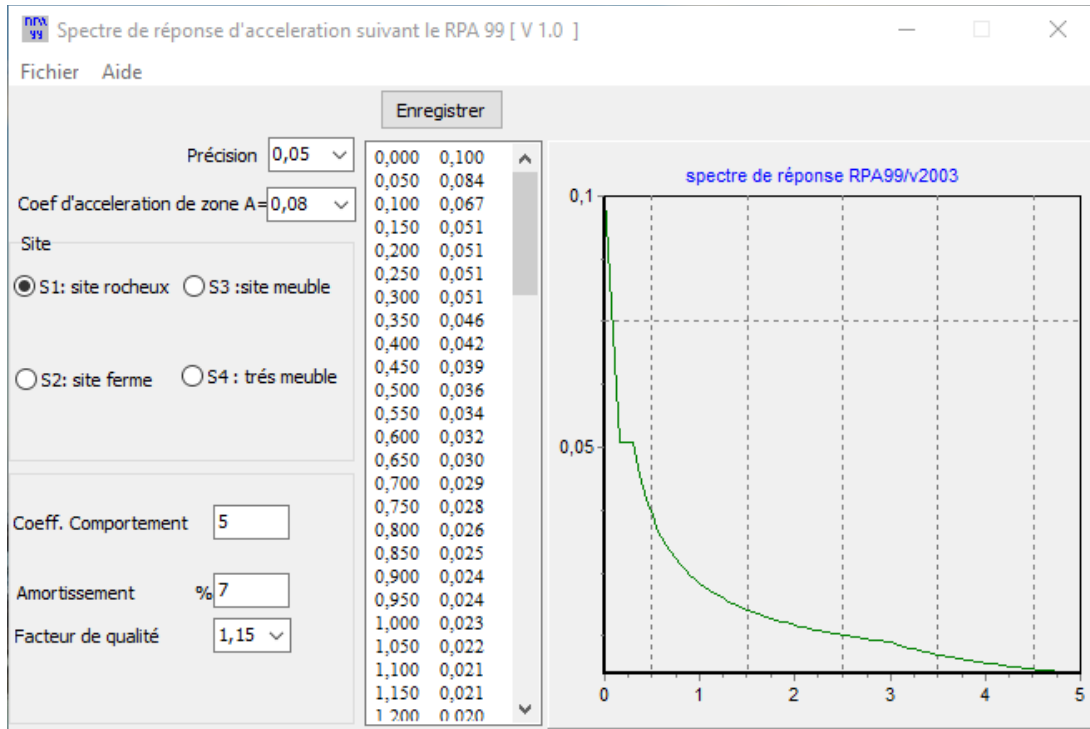 RPA 99
Spectre de réponse d'acceleration suivant le RPA 99 [ V 1.0 ]
Fichier Aide
Enregistrer
Précision 0,05
Coef d'acceleration de zone A= 0,08
Site
S1: site rocheux S3 :site meuble
S2: site ferme S4 : trés meuble
Coeff. Comportement 5
Amortissement % 7
Facteur de qualité 1,15
0,000 0,100
0,050 0,084
0,100 0,067
0,150 0,051
0,200 0,051
0,250 0,051
0,300 0,051
0,350 0,046
0,400 0,042
0,450 0,039
0,500 0,036
0,550 0,034
0,600 0,032
0,650 0,030
0,700 0,029
0,750 0,028
0,800 0,026
0,850 0,025
0,900 0,024
0,950 0,024
1,000 0,023
1,050 0,022
1,100 0,021
1,150 0,021
1,200 0,020
spectre de réponse RPA99/v2003
0,1
0,05
0 1 2 3 4 5